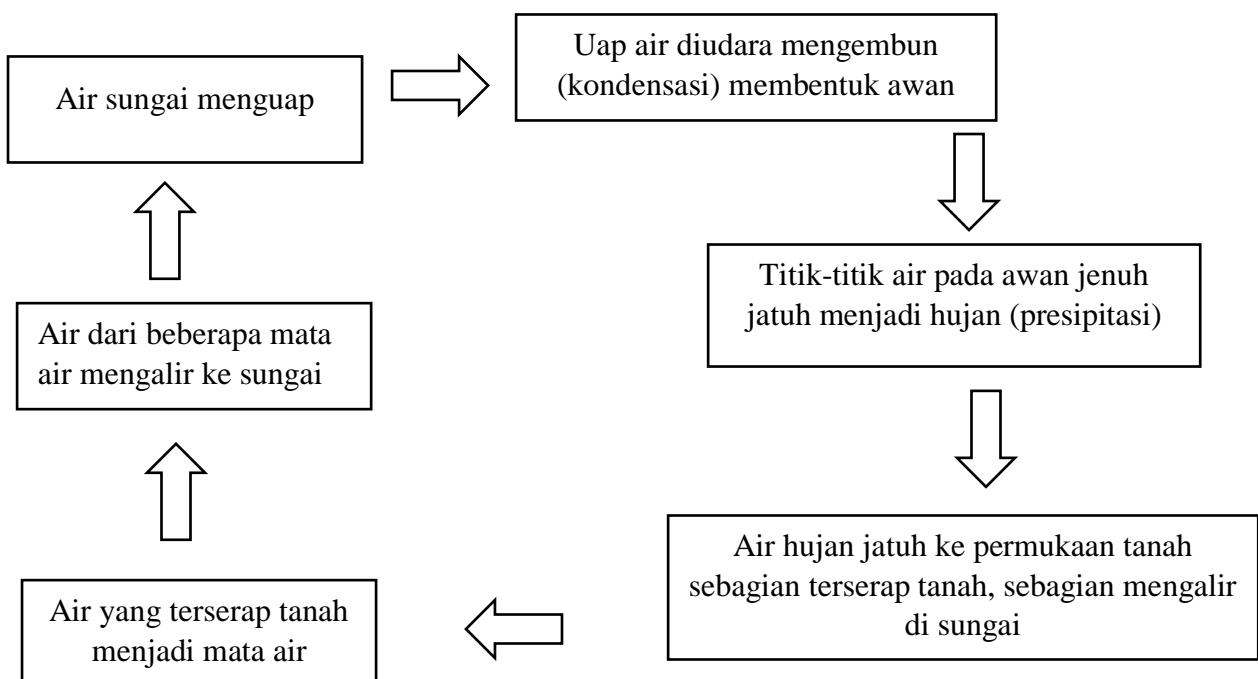 Air sungai menguap
Uap air diudara mengembun
(kondensasi) membentuk awan
Titik-titik air pada awan jenuh
jatuh menjadi hujan (presipitasi)
Air hujan jatuh ke permukaan tanah
sebagian terserap tanah, sebagian mengalir
di sungai
Air yang terserap tanah
menjadi mata air
Air dari beberapa mata
air mengalir ke sungai